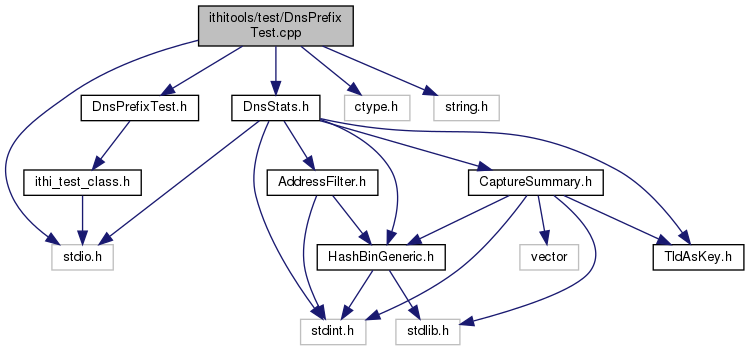 ithitools/test/DnsPrefix
Test.cpp
DnsPrefixTest.h
DnsStats.h
ctype.h
string.h
ithi_test_class.h
AddressFilter.h
CaptureSummary.h
stdio.h
HashBinGeneric.h
vector
TldAsKey.h
stdint.h
stdlib.h